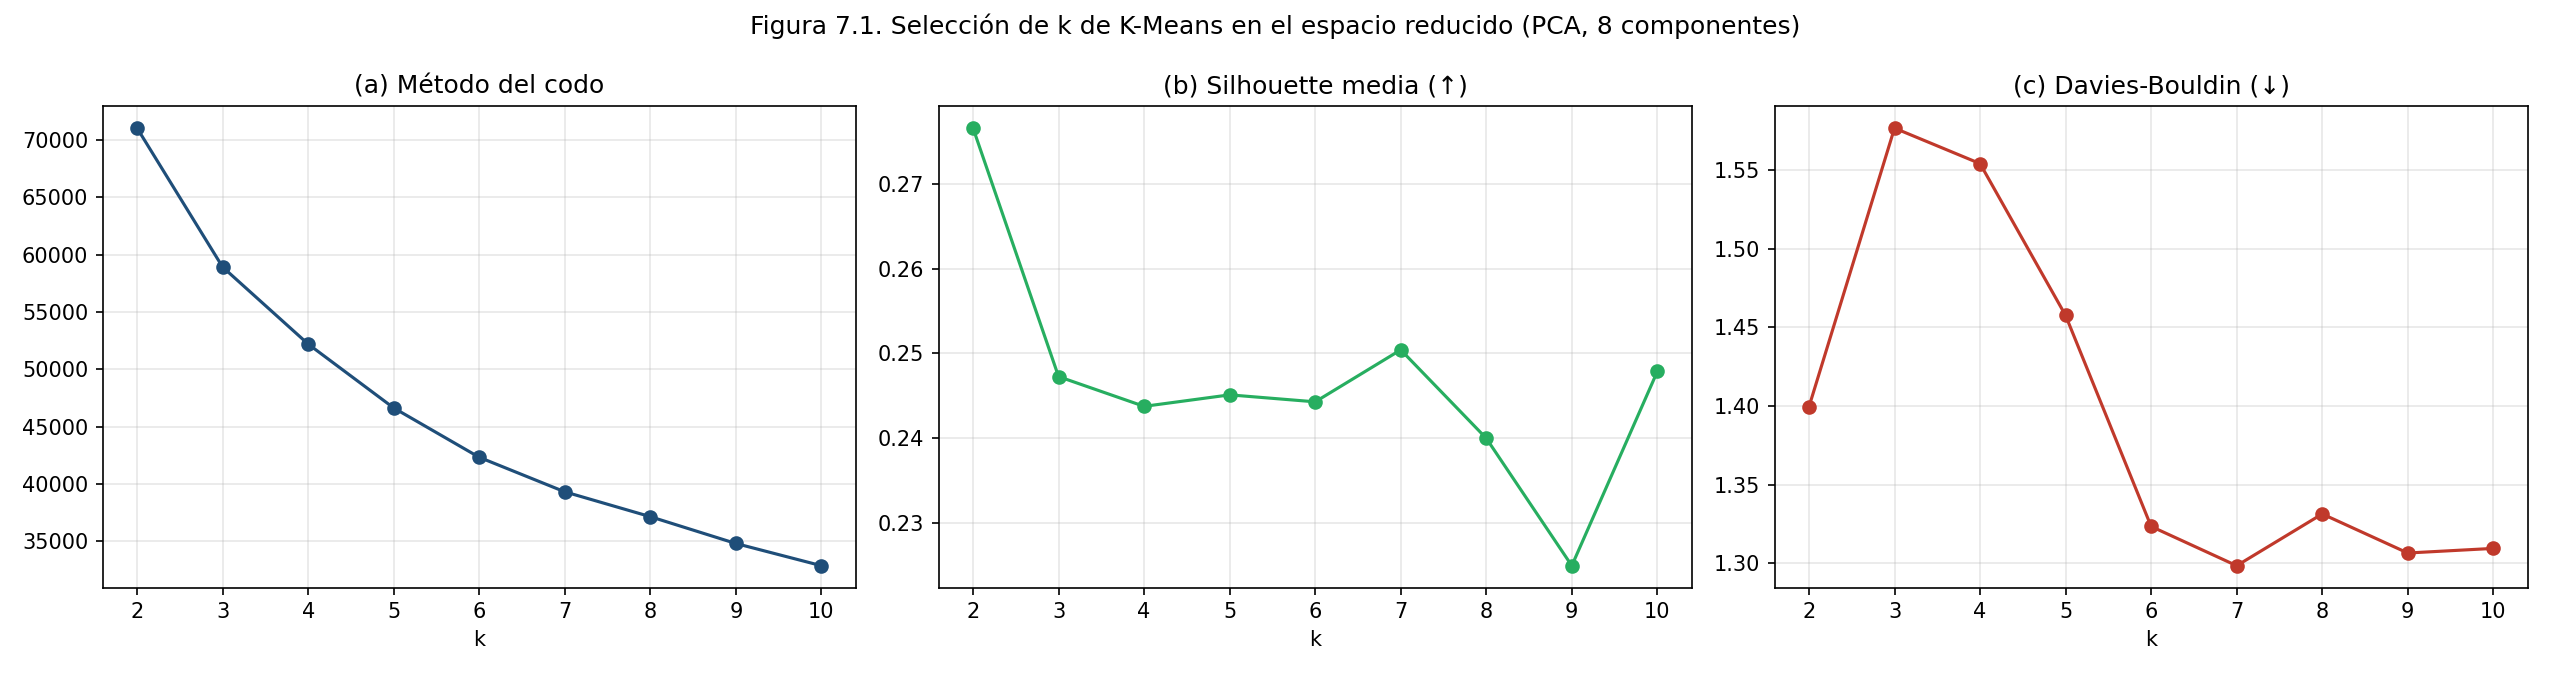 Figura 7.1. Selección de k de K-Means en el espacio reducido (PCA, 8 componentes)
(a) Método del codo
70000
65000
60000
55000
50000
45000
40000
35000
2 3 4 5 6 7 8 9 10
k
(b) Silhouette media (↑)
0.27
0.26
0.25
0.24
0.23
2 3 4 5 6 7 8 9 10
k
(c) Davies-Bouldin (↓)
1.55
1.50
1.45
1.40
1.35
1.30
2 3 4 5 6 7 8 9 10
k